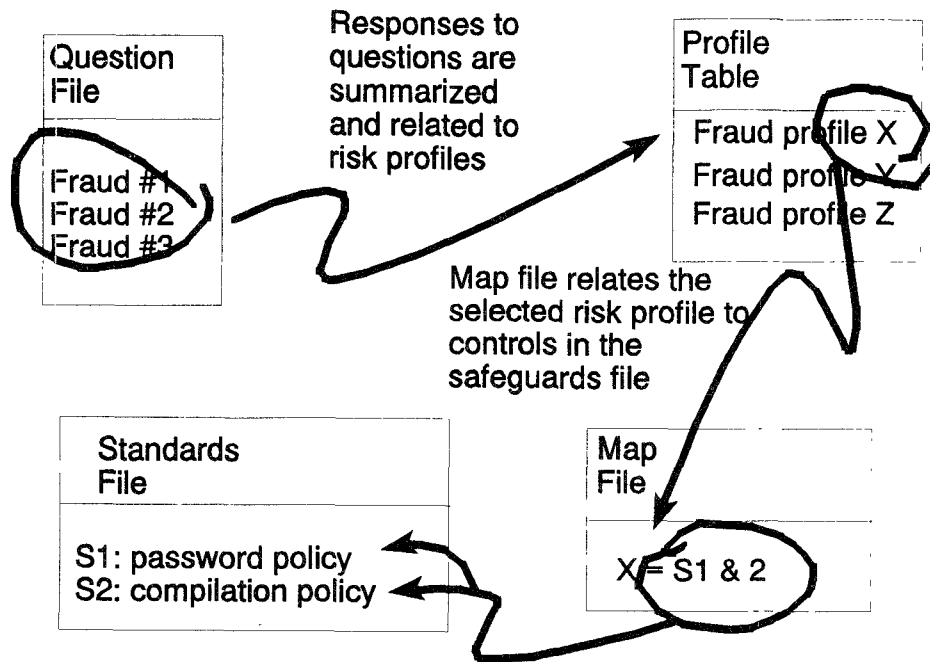 Question
File
Fraud #1
Fraud #2
Fraud #3
Responses to
questions are
summarized
and related to
risk profiles
Profile
Table
Fraud profile X
Fraud profile Y
Fraud profile Z
Map file relates the
selected risk profile to
controls in the
safeguards file
Standards
File
S1: password policy
S2: compilation policy
Map
File
X = S1 & 2